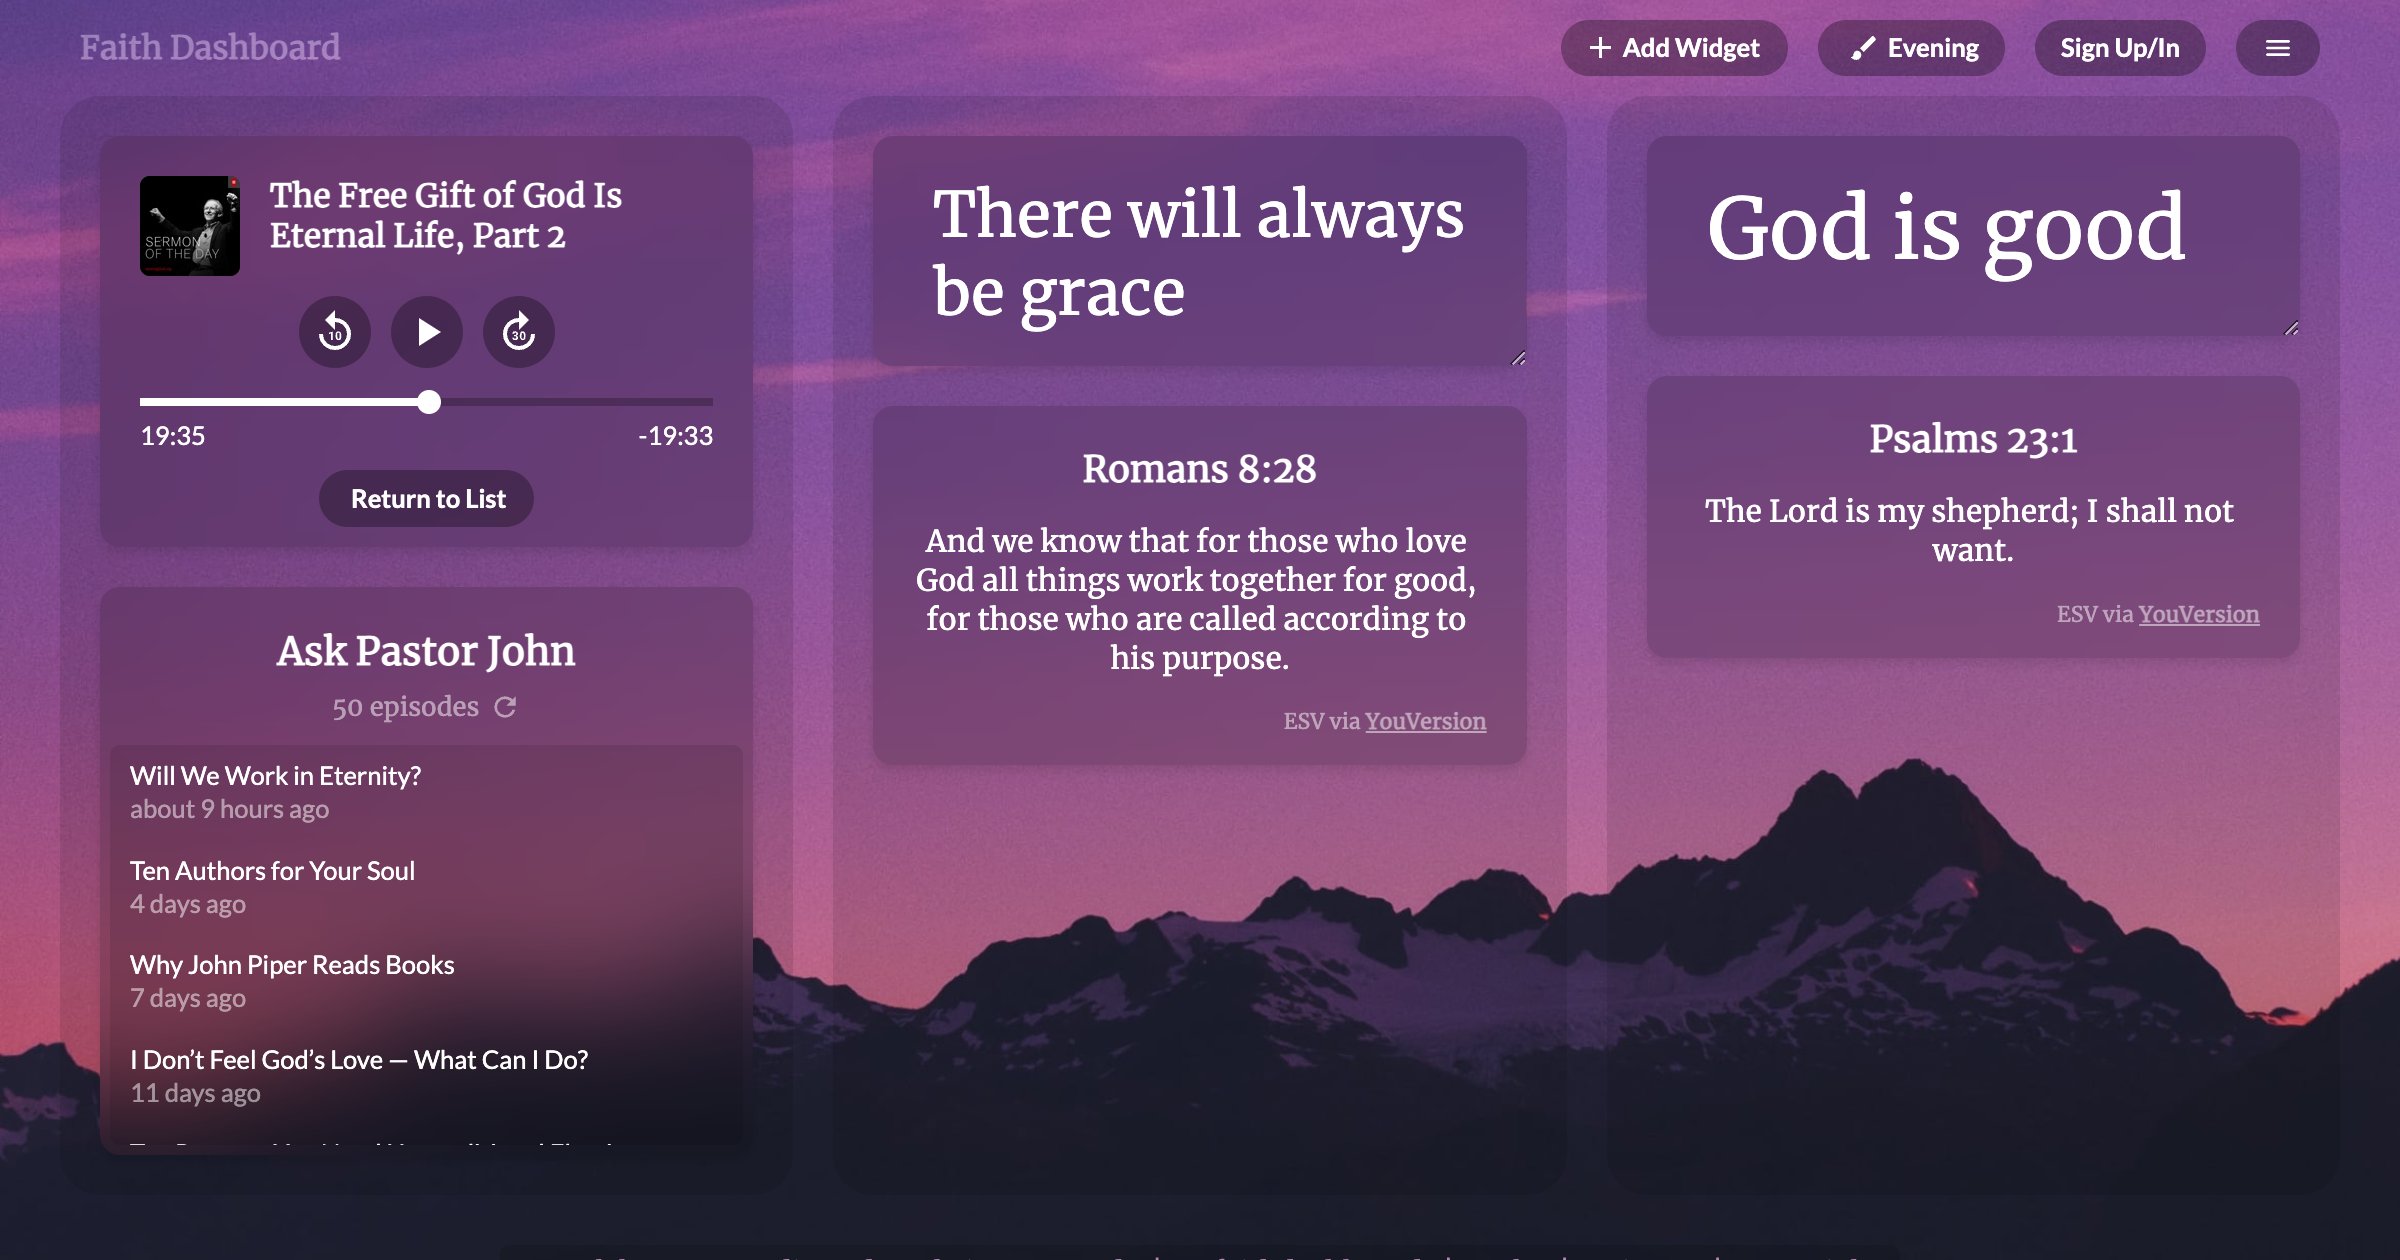 Faith Dashboard
Add Widget
Evening
Sign Up/In
SERMON
OF THE DAY
The Free Gift of God Is
Eternal Life, Part 2
10
30
19:35
-19:33
Return to List
Ask Pastor John
50 episodes
Will We Work in Eternity?
about 9 hours ago
Ten Authors for Your Soul
4 days ago
Why John Piper Reads Books
7 days ago
I Don’t Feel God’s Love — What Can I Do?
11 days ago
There will always
be grace
Romans 8:28
And we know that for those who love
God all things work together for good,
for those who are called according to
his purpose.
ESV via YouVersion
God is good
Psalms 23:1
The Lord is my shepherd; I shall not
want.
ESV via YouVersion